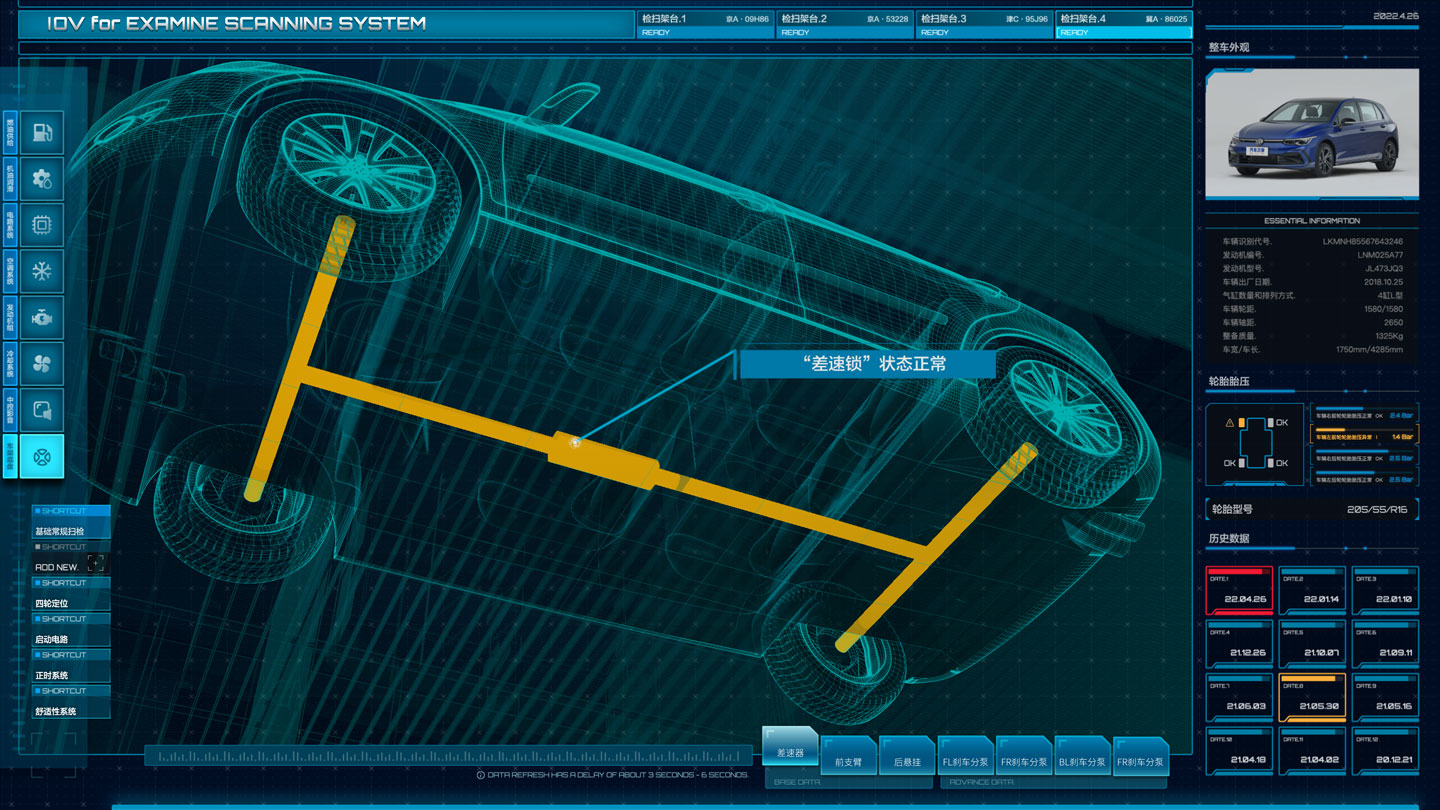 IOV for EXAMINE SCANNING SYSTEM
检扫架台.1 京A · 09H86
READY
检扫架台.2 京A · 53228
READY
检扫架台.3 津C · 95J96
READY
检扫架台.4 冀A · 86025
READY
2022.4.26
燃油供给
机油润滑
电路系统
空调系统
发动机组
冷却系统
中控影音
车架底盘
SHORTCUT
基础常规扫检
SHORTCUT
ADD NEW.
SHORTCUT
四轮定位
SHORTCUT
启动电路
SHORTCUT
正时系统
SHORTCUT
舒适性系统
“差速锁”状态正常
DATA REFRESH HAS A DELAY OF ABOUT 3 SECONDS - 6 SECONDS.
差速器
前支臂
后悬挂
FL刹车分泵
FR刹车分泵
BL刹车分泵
FR刹车分泵
BASE DATA
ADVANCE DATA
整车外观
汽车之家
ESSENTIAL INFORMATION
车辆识别代号. LKMNH85567643246
发动机编号. LNM025A77
发动机型号. JL473JQ3
车辆出厂日期. 2018.10.25
气缸数量和排列方式. 4缸L型
车辆轮距. 1580/1580
车辆轴距. 2650
整备质量. 1325Kg
车宽/车长. 1750mm/4285mm
轮胎胎压
OK
OK
OK
车辆右前轮轮胎胎压正常 OK 2.4 Bar
车辆左前轮轮胎胎压异常 ! 1.4 Bar
车辆右后轮轮胎胎压正常 OK 2.5 Bar
车辆左后轮轮胎胎压正常 OK 2.5 Bar
轮胎型号 205/55/R16
历史数据
DATE.1
22.04.26
DATE.2
22.01.14
DATE.3
22.01.10
DATE.4
21.12.26
DATE.5
21.10.07
DATE.6
21.09.11
DATE.7
21.06.03
DATE.8
21.05.30
DATE.9
21.05.16
DATE.10
21.04.18
DATE.11
21.04.02
DATE.12
20.12.21